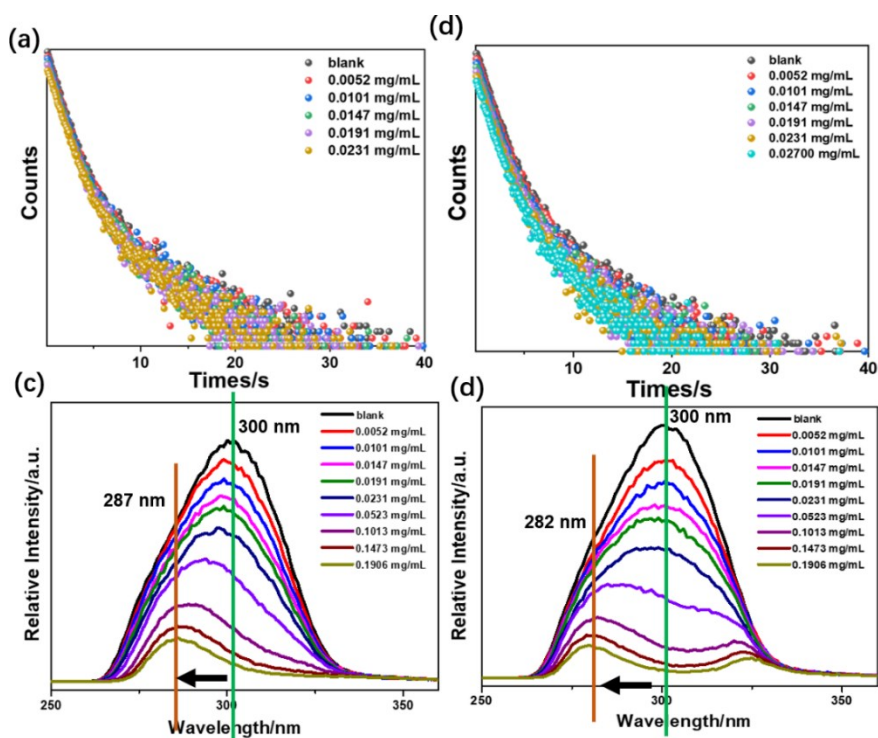 (a)
blank
0.0052 mg/mL
0.0101 mg/mL
0.0147 mg/mL
0.0191 mg/mL
0.0231 mg/mL
Counts
10 20 30 40
Times/s
(d)
blank
0.0052 mg/mL
0.0101 mg/mL
0.0147 mg/mL
0.0191 mg/mL
0.0231 mg/mL
0.02700 mg/mL
Counts
10 20 30 40
Times/s
(c)
300 nm
287 nm
blank
0.0052 mg/mL
0.0101 mg/mL
0.0147 mg/mL
0.0191 mg/mL
0.0231 mg/mL
0.0523 mg/mL
0.1013 mg/mL
0.1473 mg/mL
0.1906 mg/mL
Relative Intensity/a.u.
250 300 350
Wavelength/nm
(d)
300 nm
282 nm
blank
0.0052 mg/mL
0.0101 mg/mL
0.0147 mg/mL
0.0191 mg/mL
0.0231 mg/mL
0.0523 mg/mL
0.1013 mg/mL
0.1473 mg/mL
0.1906 mg/mL
Relative Intensity/a.u.
250 300 350
Wavelength/nm